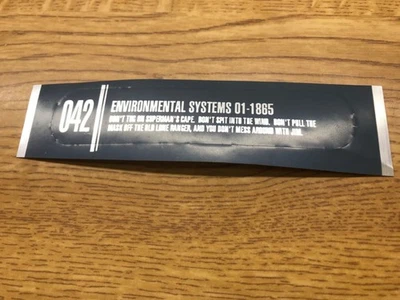 042
ENVIRONMENTAL SYSTEMS 01-1865
DON'T TUG ON SUPERMAN'S CAPE. DON'T SPIT INTO THE WIND. DON'T PULL THE
MASK OFF THE OLD LONE RANGER, AND YOU DON'T MESS AROUND WITH JIM.